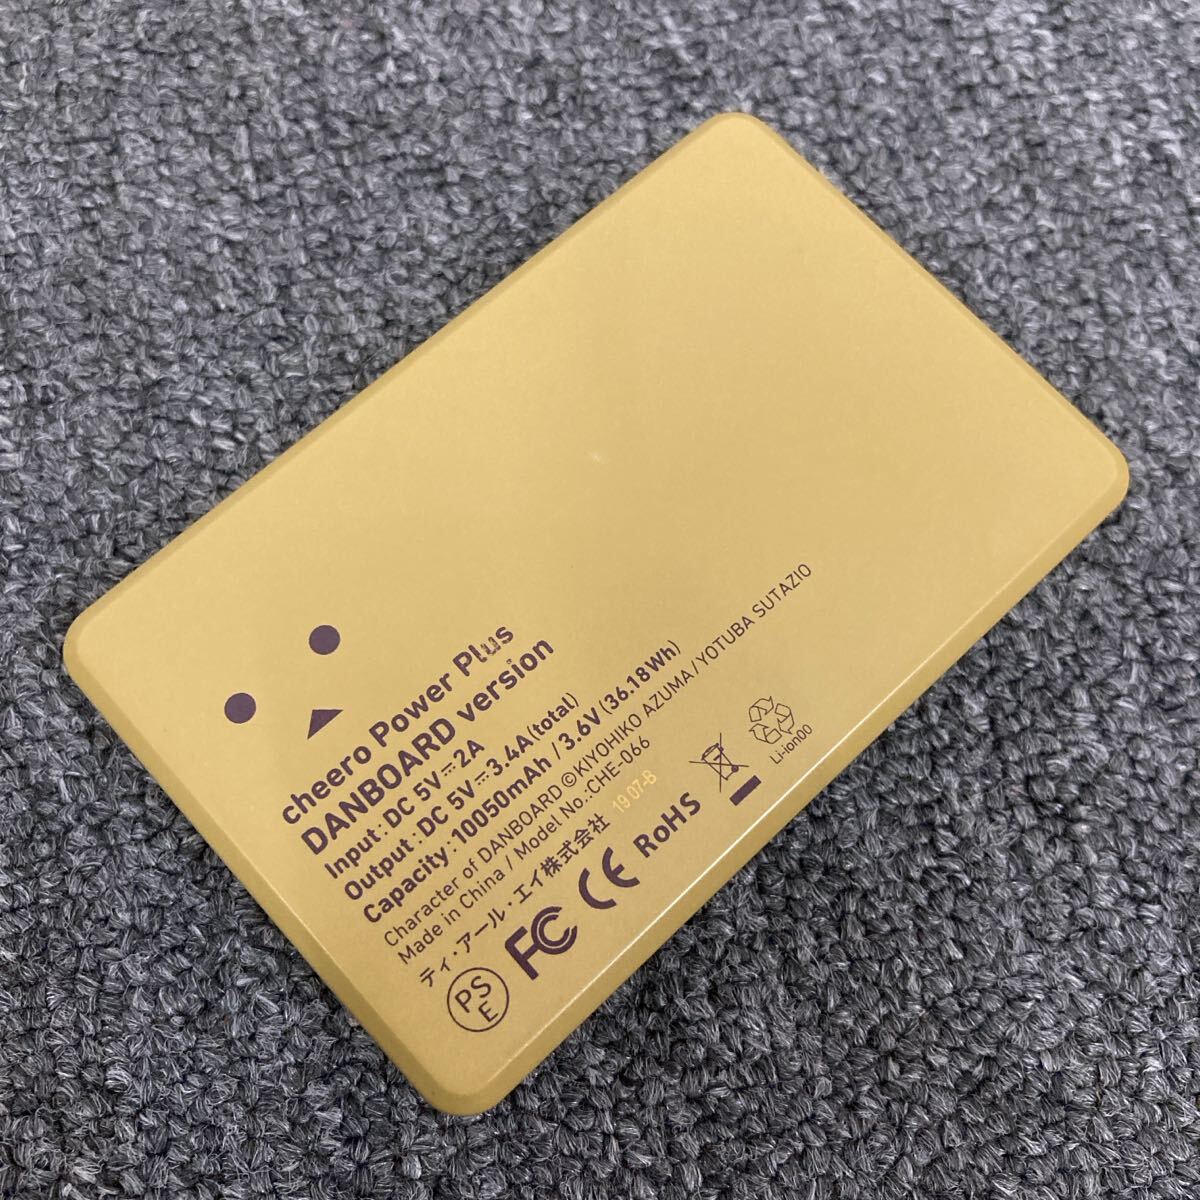 cheero Power Plus
DANBOARD version
Input : DC 5V⎓2A
Output : DC 5V⎓3.4A(total)
Capacity : 10050mAh / 3.6V (36.18Wh)
Character of DANBOARD ©KIYOHIKO AZUMA/YOTUBA SUTAZIO
Made in China / Model No.:CHE-066
ティ・アール・エイ株式会社 19 07-B
PSE FC CE RoHS
Li-ion00